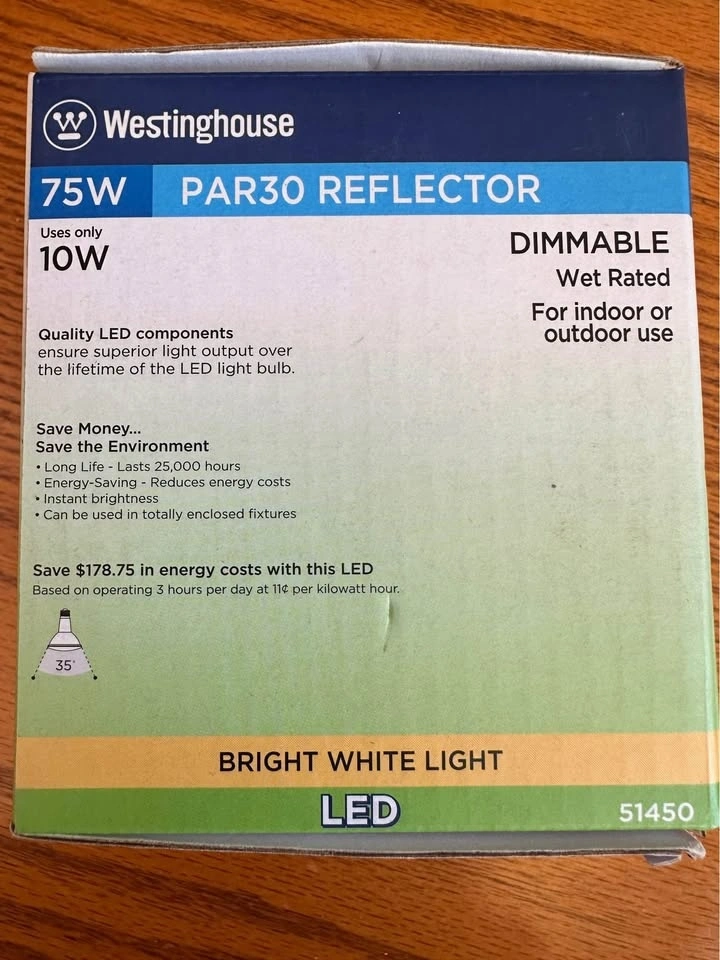 Westinghouse
75W PAR30 REFLECTOR
Uses only
10W
DIMMABLE
Wet Rated
For indoor or
outdoor use
Quality LED components
ensure superior light output over
the lifetime of the LED light bulb.
Save Money...
Save the Environment
• Long Life - Lasts 25,000 hours
• Energy-Saving - Reduces energy costs
• Instant brightness
• Can be used in totally enclosed fixtures
Save $178.75 in energy costs with this LED
Based on operating 3 hours per day at 11¢ per kilowatt hour.
35°
BRIGHT WHITE LIGHT
LED
51450